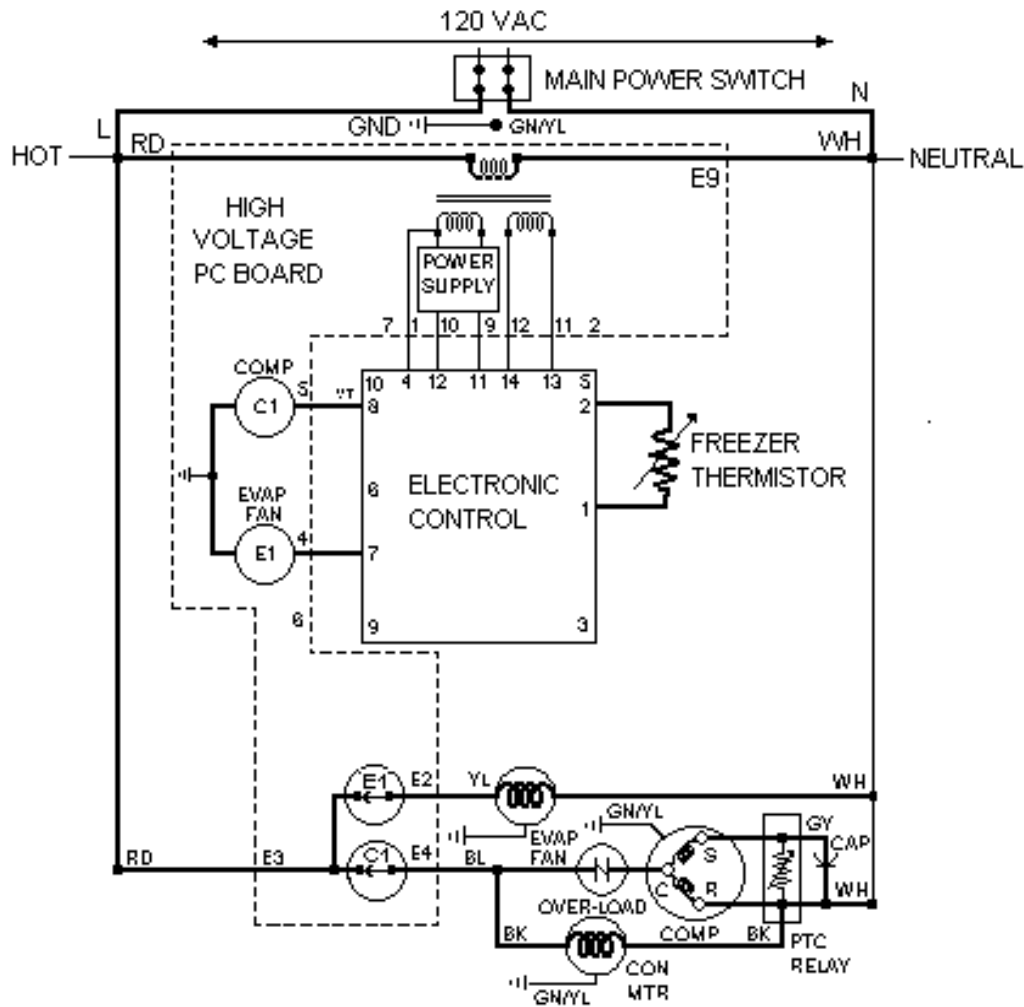 120 VAC
MAIN POWER SWITCH
N
L
GND
GN/YL
HOT
RD
WH
NEUTRAL
E9
HIGH
VOLTAGE
PC BOARD
POWER
SUPPLY
7 1 10 9 12 11 2
COMP
C1
5
VT
10 4 12 11 14 13 5
8
2
FREEZER
THERMISTOR
6
ELECTRONIC
CONTROL
1
EVAP
FAN
E1
4
7
6
9
3
E1
E2
YL
WH
GN/YL
EVAP
FAN
GY
CAP
RD
E3
C1
E4
BL
S
C
R
WH
OVER-LOAD
COMP
BK
BK
PTC
RELAY
CON
MTR
GN/YL